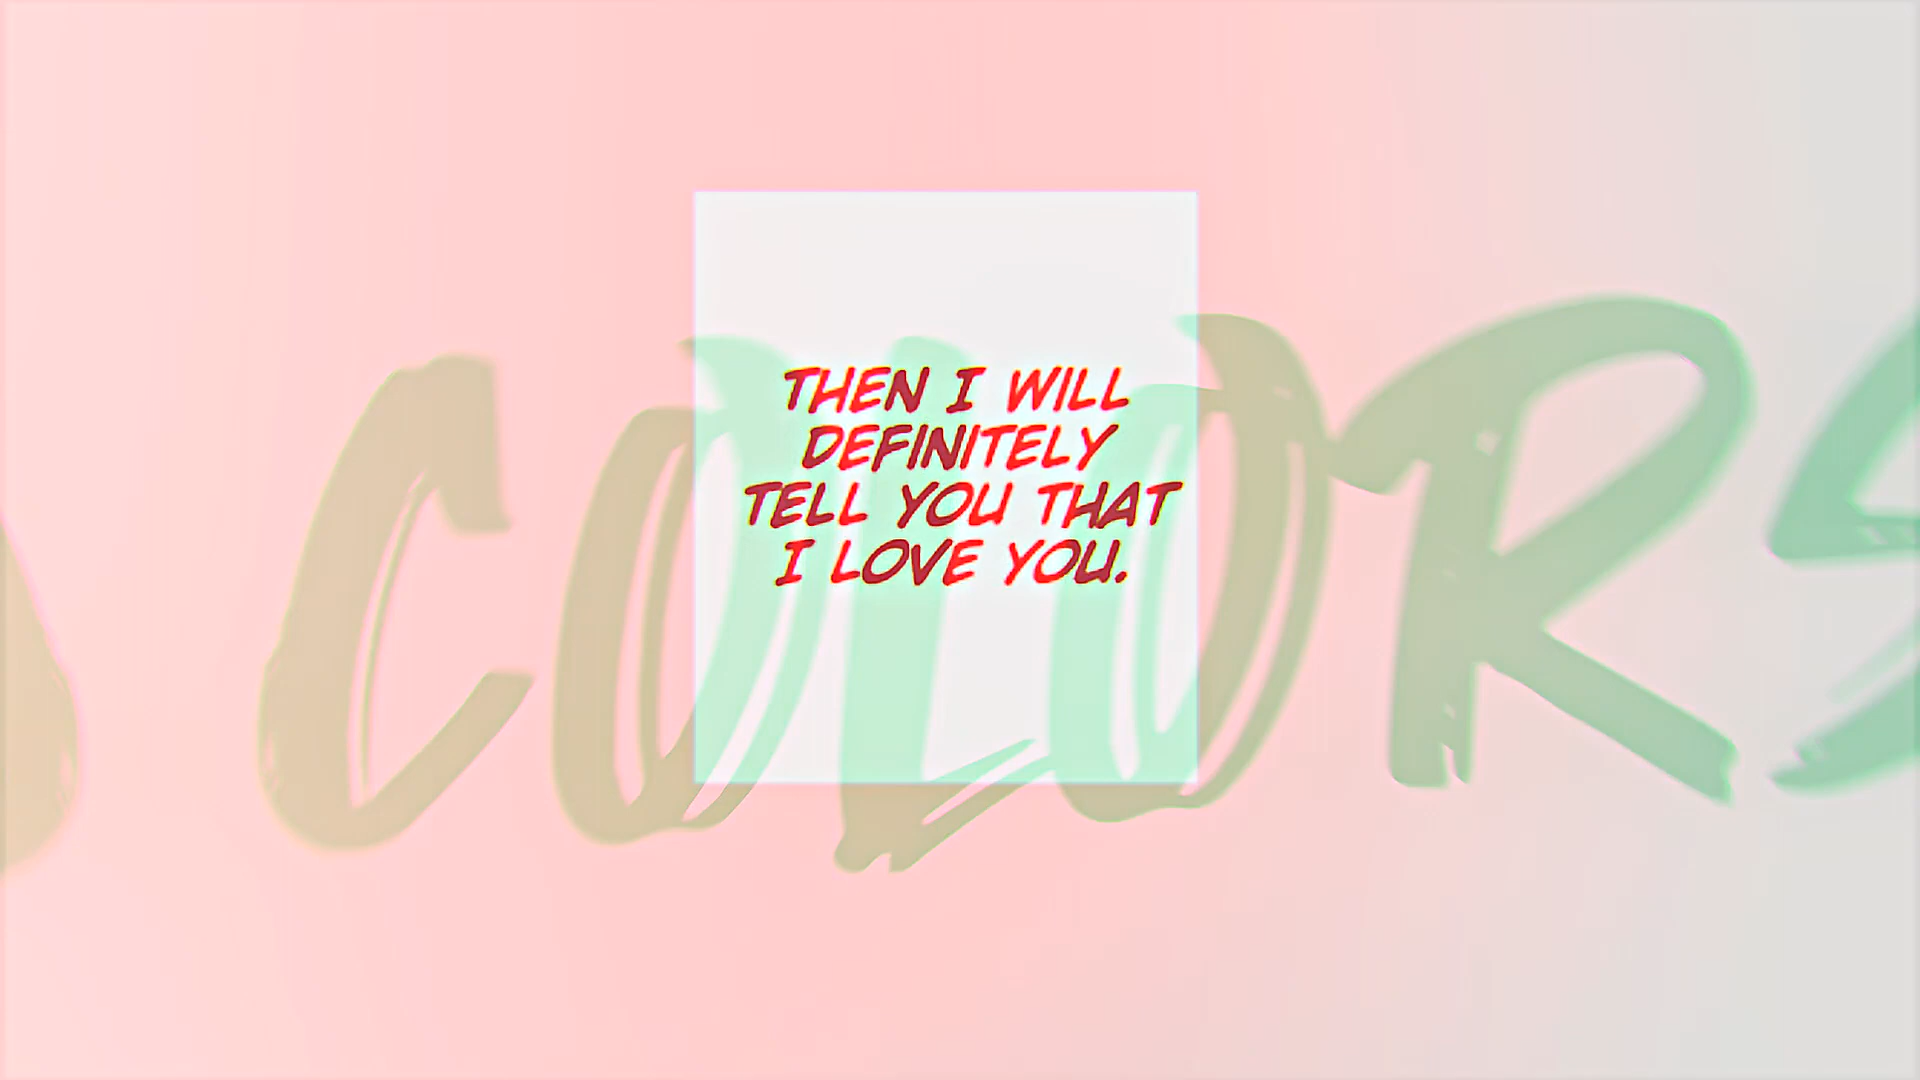 THEN I WILL
DEFINITELY
TELL YOU THAT
I LOVE YOU.
COLORS